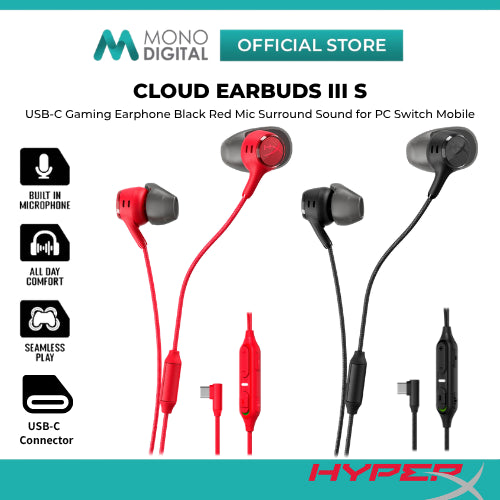 MONO
DIGITAL
OFFICIAL STORE
CLOUD EARBUDS III S
USB-C Gaming Earphone Black Red Mic Surround Sound for PC Switch Mobile
BUILT IN
MICROPHONE
ALL DAY
COMFORT
SEAMLESS
PLAY
USB-C
Connector
HYPERX